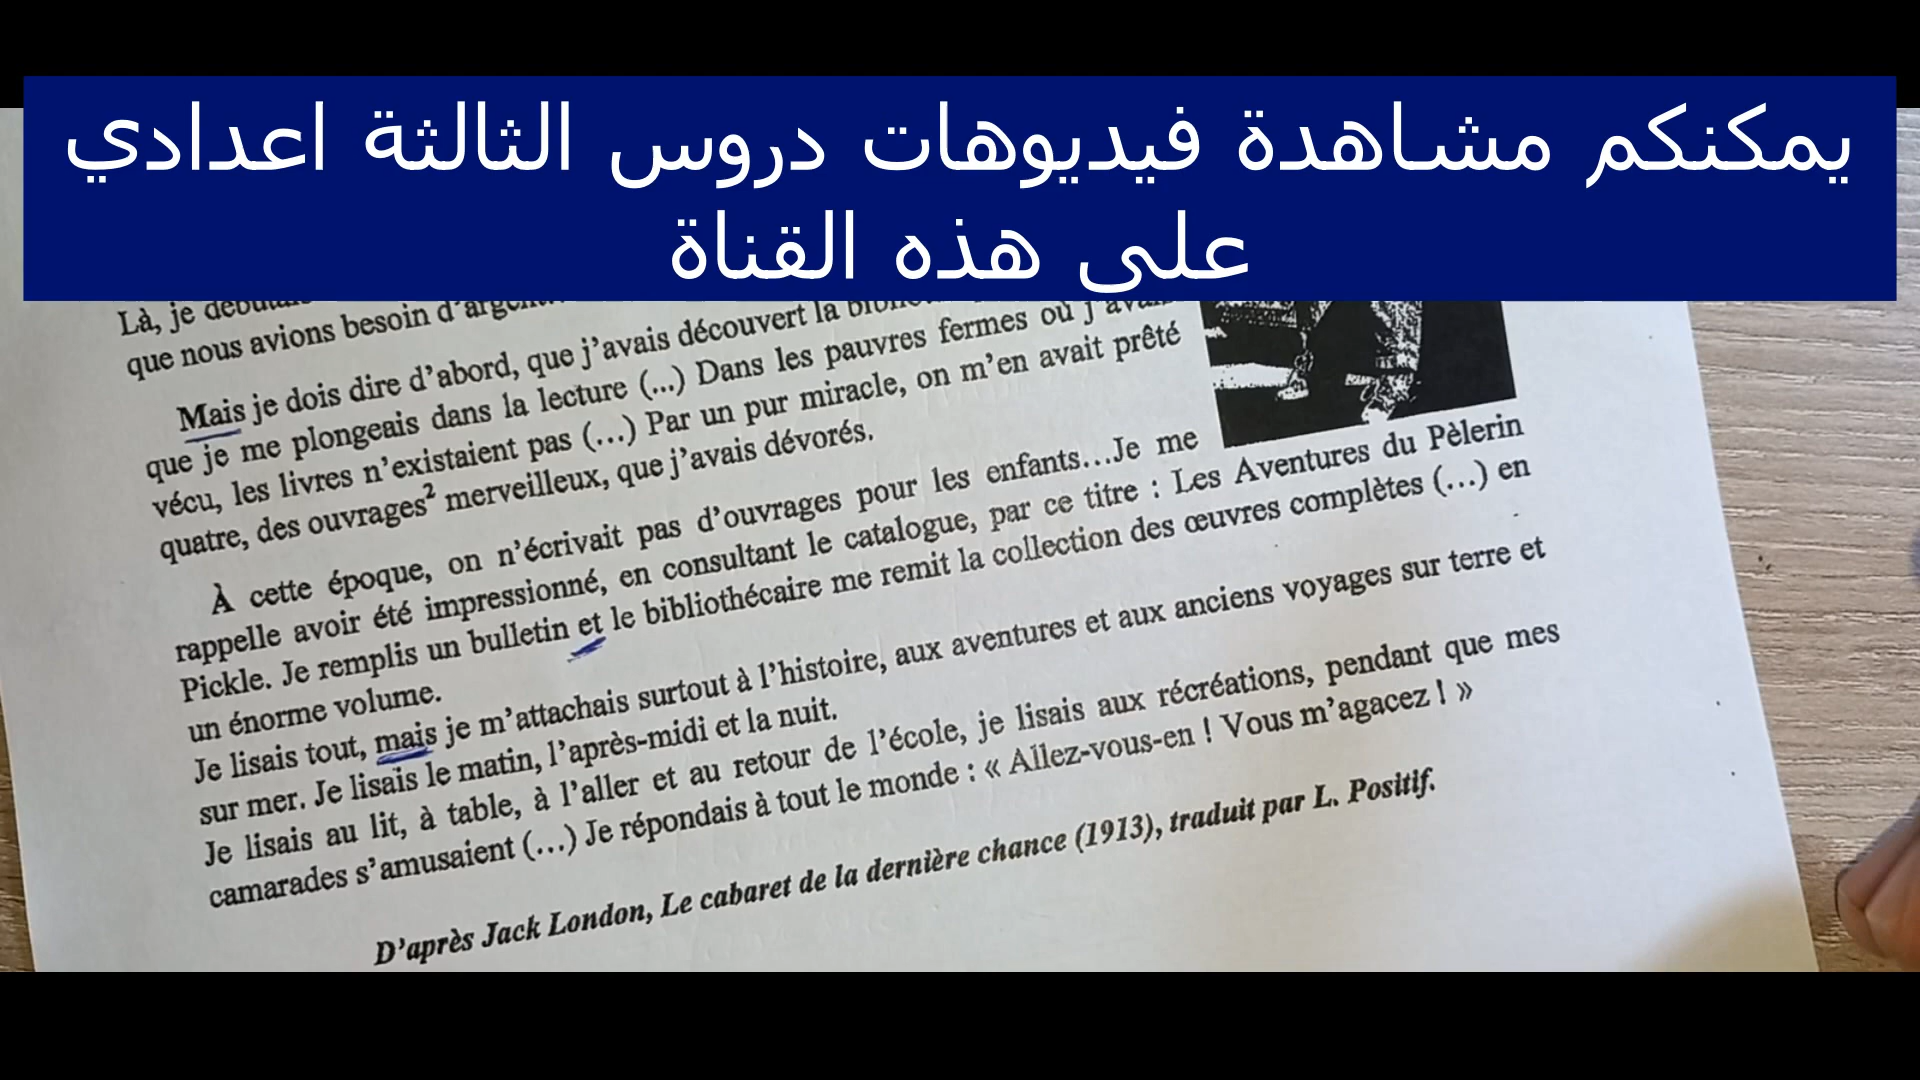 يمكنكم مشاهدة فيديوهات دروس الثالثة اعدادي
على هذه القناة
Là, je
que nous avions besoin d'argent
Mais je dois dire d'abord, que j'avais découvert la
que je me plongeais dans la lecture (...) Dans les pauvres fermes où j'avais
vécu, les livres n'existaient pas (…) Par un pur miracle, on m'en avait prêté
quatre, des ouvrages² merveilleux, que j'avais dévorés.
À cette époque, on n'écrivait pas d'ouvrages pour les enfants…Je me
rappelle avoir été impressionné, en consultant le catalogue, par ce titre : Les Aventures du Pèlerin
Pickle. Je remplis un bulletin et le bibliothécaire me remit la collection des œuvres complètes (…) en
un énorme volume.
Je lisais tout, mais je m'attachais surtout à l'histoire, aux aventures et aux anciens voyages sur terre et
sur mer. Je lisais le matin, l'après-midi et la nuit.
Je lisais au lit, à table, à l'aller et au retour de l'école, je lisais aux récréations, pendant que mes
camarades s'amusaient (…) Je répondais à tout le monde : « Allez-vous-en ! Vous m'agacez ! »
D'après Jack London, Le cabaret de la dernière chance (1913), traduit par L. Positif.